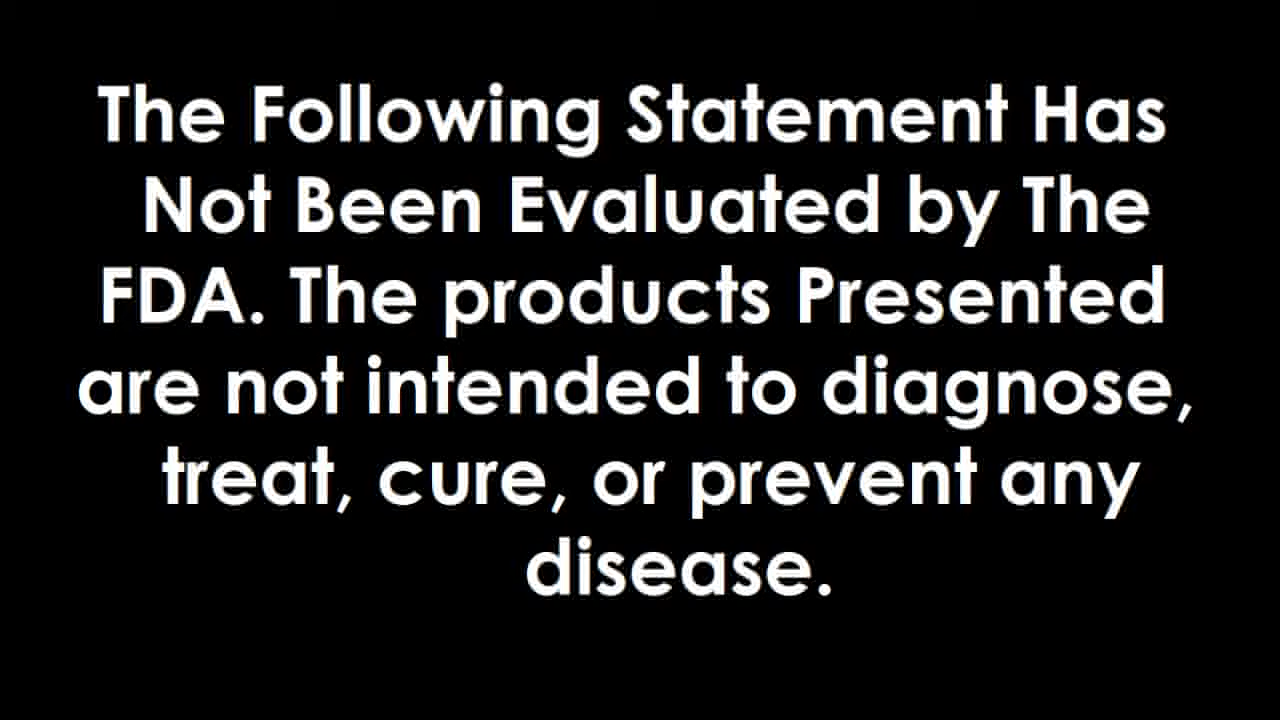 The Following Statement Has
Not Been Evaluated by The
FDA. The products Presented
are not intended to diagnose,
treat, cure, or prevent any
disease.